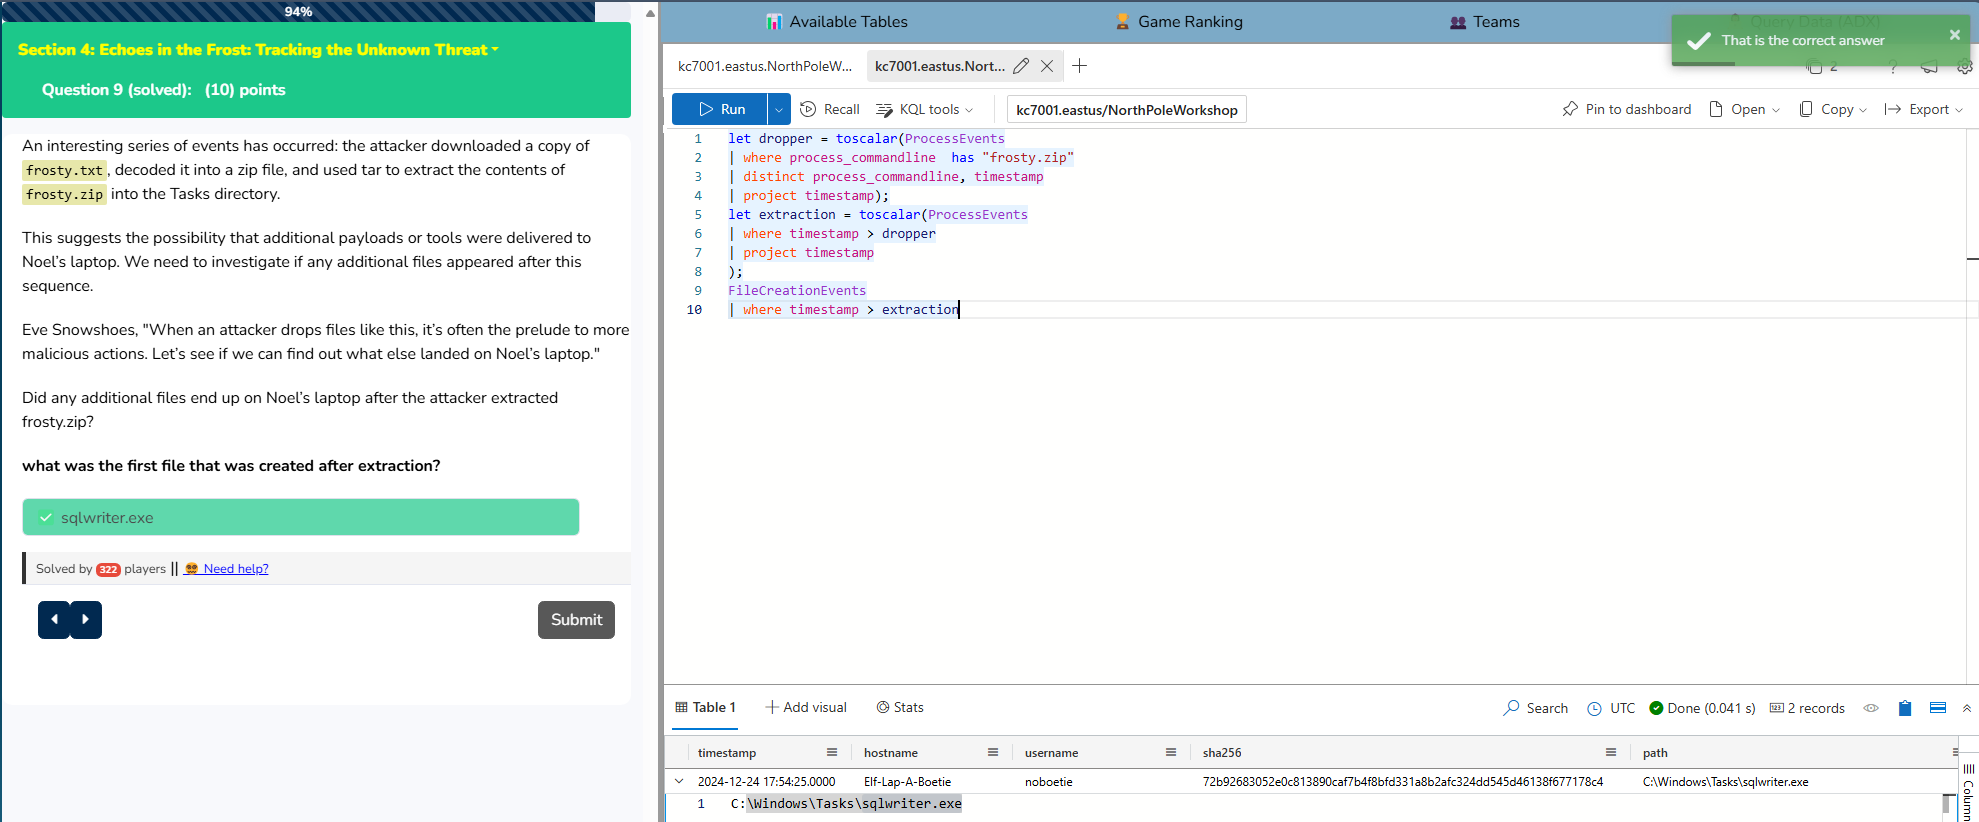 94%
Section 4: Echoes in the Frost: Tracking the Unknown Threat
Question 9 (solved): (10) points
An interesting series of events has occurred: the attacker downloaded a copy of
frosty.txt, decoded it into a zip file, and used tar to extract the contents of
frosty.zip into the Tasks directory.
This suggests the possibility that additional payloads or tools were delivered to
Noel's laptop. We need to investigate if any additional files appeared after this
sequence.
Eve Snowshoes, "When an attacker drops files like this, it's often the prelude to more
malicious actions. Let's see if we can find out what else landed on Noel's laptop."
Did any additional files end up on Noel's laptop after the attacker extracted
frosty.zip?
what was the first file that was created after extraction?
sqlwriter.exe
Solved by 322 players || Need help?
Submit
Available Tables
Game Ranking
Teams
Query Data (ADX)
That is the correct answer
kc7001.eastus.NorthPoleW...
kc7001.eastus.Nort...
2
Run
Recall
KQL tools
kc7001.eastus/NorthPoleWorkshop
Pin to dashboard
Open
Copy
Export
1 let dropper = toscalar(ProcessEvents
2 | where process_commandline has "frosty.zip"
3 | distinct process_commandline, timestamp
4 | project timestamp);
5 let extraction = toscalar(ProcessEvents
6 | where timestamp > dropper
7 | project timestamp
8 );
9 FileCreationEvents
10 | where timestamp > extraction
Table 1
Add visual
Stats
Search
UTC
Done (0.041 s)
2 records
timestamp hostname username sha256 path
2024-12-24 17:54:25.0000 Elf-Lap-A-Boetie noboetie 72b92683052e0c813890caf7b4f8bfd331a8b2afc324dd545d46138f677178c4 C:\Windows\Tasks\sqlwriter.exe
1 C:\Windows\Tasks\sqlwriter.exe
Column